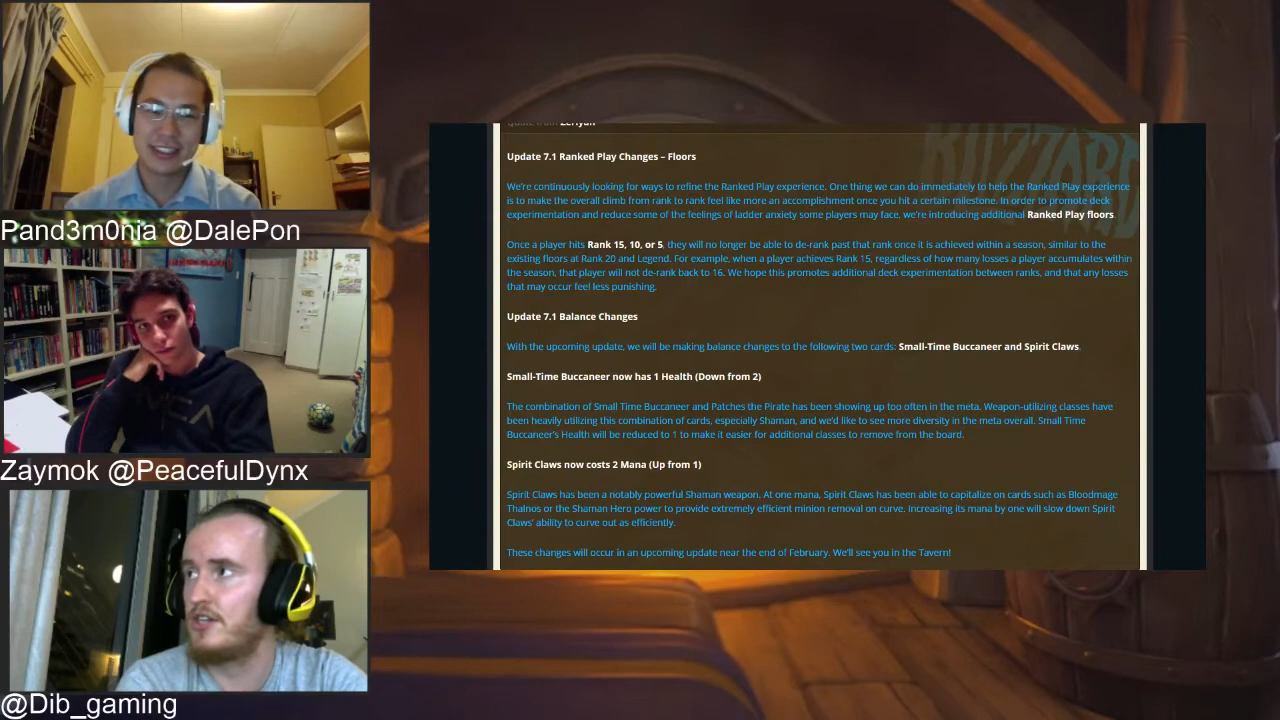 Pand3m0nia @DalePon
Zaymok @PeacefulDynx
@Dib_gaming
Quote from Zeriyah
BUZZARD
Update 7.1 Ranked Play Changes – Floors
We're continuously looking for ways to refine the Ranked Play experience. One thing we can do immediately to help the Ranked Play experience
is to make the overall climb from rank to rank feel like more an accomplishment once you hit a certain milestone. In order to promote deck
experimentation and reduce some of the feelings of ladder anxiety some players may face, we're introducing additional Ranked Play floors.
Once a player hits Rank 15, 10, or 5, they will no longer be able to de-rank past that rank once it is achieved within a season, similar to the
existing floors at Rank 20 and Legend. For example, when a player achieves Rank 15, regardless of how many losses a player accumulates within
the season, that player will not de-rank back to 16. We hope this promotes additional deck experimentation between ranks, and that any losses
that may occur feel less punishing.
Update 7.1 Balance Changes
With the upcoming update, we will be making balance changes to the following two cards: Small-Time Buccaneer and Spirit Claws.
Small-Time Buccaneer now has 1 Health (Down from 2)
The combination of Small Time Buccaneer and Patches the Pirate has been showing up too often in the meta. Weapon-utilizing classes have
been heavily utilizing this combination of cards, especially Shaman, and we'd like to see more diversity in the meta overall. Small Time
Buccaneer's Health will be reduced to 1 to make it easier for additional classes to remove from the board.
Spirit Claws now costs 2 Mana (Up from 1)
Spirit Claws has been a notably powerful Shaman weapon. At one mana, Spirit Claws has been able to capitalize on cards such as Bloodmage
Thalnos or the Shaman Hero power to provide extremely efficient minion removal on curve. Increasing its mana by one will slow down Spirit
Claws' ability to curve out as efficiently.
These changes will occur in an upcoming update near the end of February. We'll see you in the Tavern!